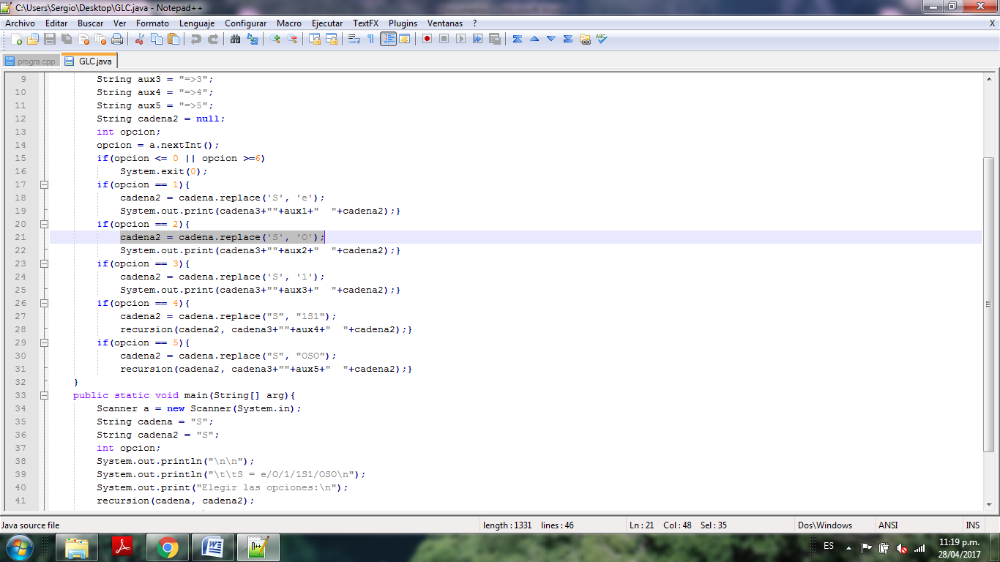 C:\Users\Sergio\Desktop\GLC.java - Notepad++
Archivo Editar Buscar Ver Formato Lenguaje Configurar Macro Ejecutar TextFX Plugins Ventanas ? X
progra.cpp GLC.java
9 String aux3 = "=>3";
10 String aux4 = "=>4";
11 String aux5 = "=>5";
12 String cadena2 = null;
13 int opcion;
14 opcion = a.nextInt();
15 if(opcion <= 0 || opcion >=6)
16 System.exit(0);
17 if(opcion == 1){
18 cadena2 = cadena.replace('S', 'e');
19 System.out.print(cadena3+""+aux1+"  "+cadena2);}
20 if(opcion == 2){
21 cadena2 = cadena.replace('S', 'O');
22 System.out.print(cadena3+""+aux2+"  "+cadena2);}
23 if(opcion == 3){
24 cadena2 = cadena.replace('S', '1');
25 System.out.print(cadena3+""+aux3+"  "+cadena2);}
26 if(opcion == 4){
27 cadena2 = cadena.replace("S", "1S1");
28 recursion(cadena2, cadena3+""+aux4+"  "+cadena2);}
29 if(opcion == 5){
30 cadena2 = cadena.replace("S", "OSO");
31 recursion(cadena2, cadena3+""+aux5+"  "+cadena2);}
32 }
33 public static void main(String[] arg){
34 Scanner a = new Scanner(System.in);
35 String cadena = "S";
36 String cadena2 = "S";
37 int opcion;
38 System.out.println("\n\n");
39 System.out.println("\t\tS = e/O/1/1S1/OSO\n");
40 System.out.print("Elegir las opciones:\n");
41 recursion(cadena, cadena2);
Java source file length : 1331 lines : 46 Ln : 21 Col : 48 Sel : 35 Dos\Windows ANSI INS
ES 11:19 p.m.
28/04/2017